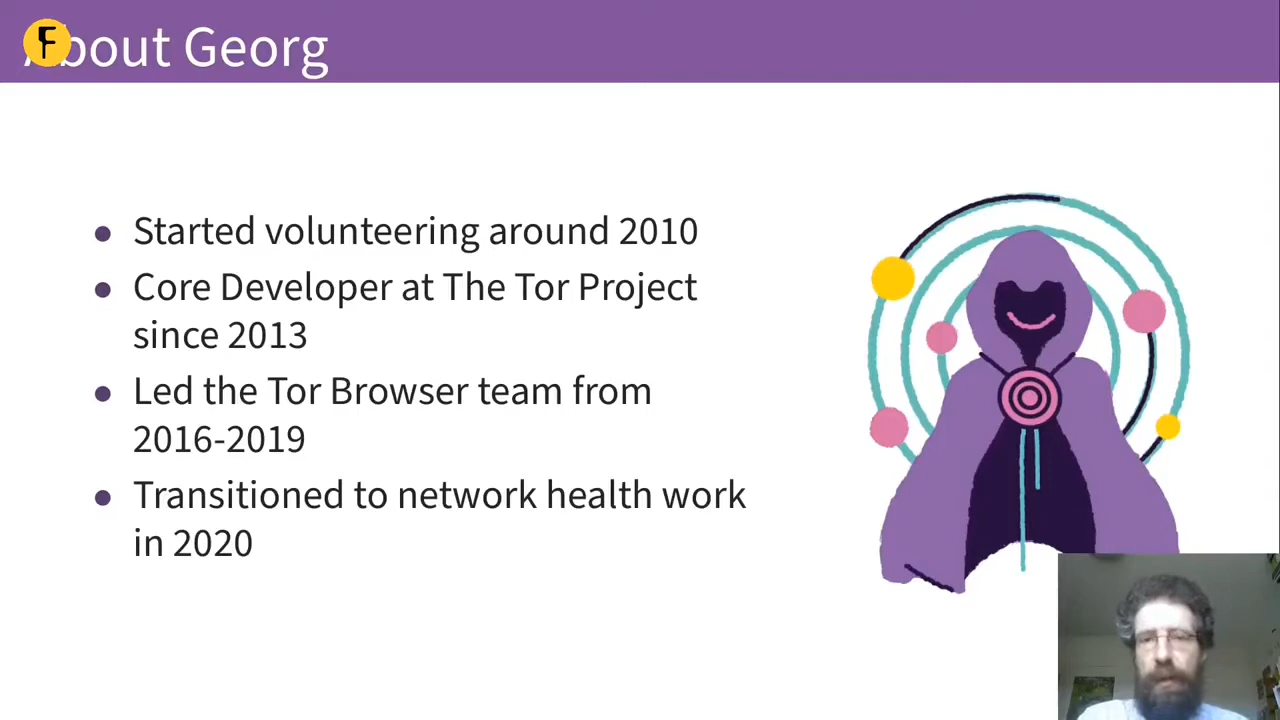 About Georg
Started volunteering around 2010
Core Developer at The Tor Project
since 2013
Led the Tor Browser team from
2016-2019
Transitioned to network health work
in 2020